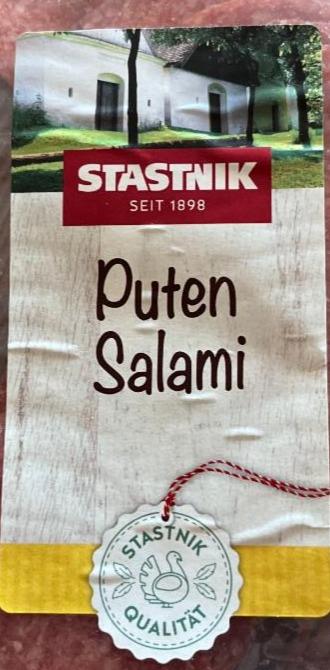 STASTNIK
SEIT 1898
Puten
Salami
STASTNIK
QUALITÄT